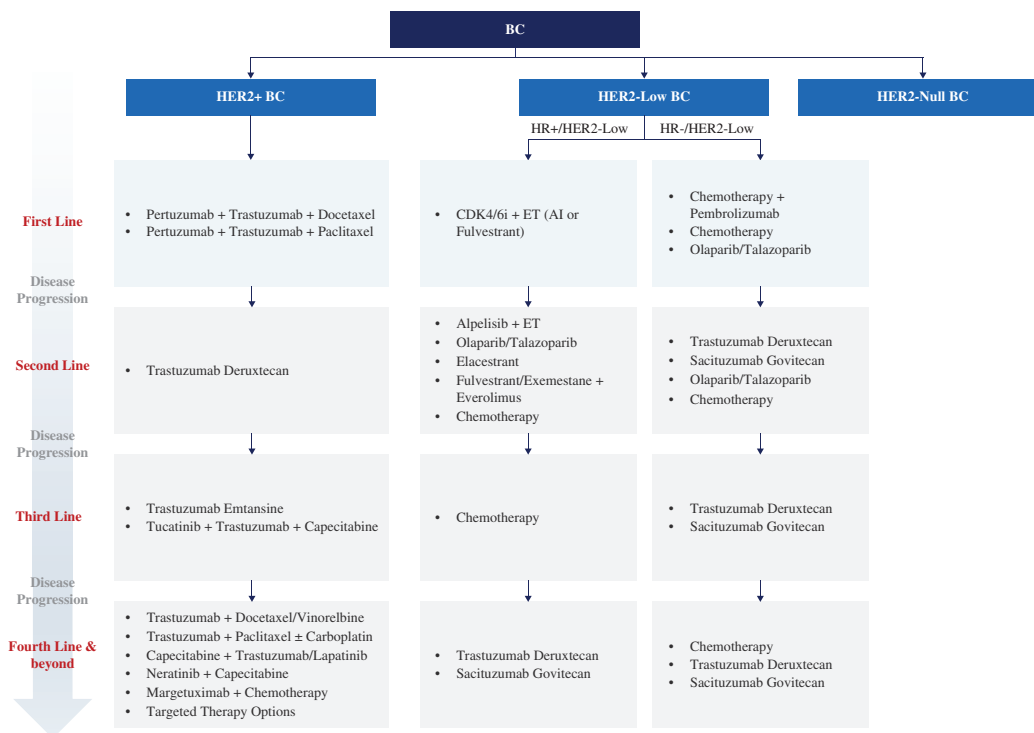 BC
HER2+ BC
HER2-Low BC
HER2-Null BC
HR+/HER2-Low
HR-/HER2-Low
First Line
• Pertuzumab + Trastuzumab + Docetaxel
• Pertuzumab + Trastuzumab + Paclitaxel
• CDK4/6i + ET (AI or
Fulvestrant)
• Chemotherapy +
Pembrolizumab
• Chemotherapy
• Olaparib/Talazoparib
Disease
Progression
Second Line
• Trastuzumab Deruxtecan
• Alpelisib + ET
• Olaparib/Talazoparib
• Elacestrant
• Fulvestrant/Exemestane +
Everolimus
• Chemotherapy
• Trastuzumab Deruxtecan
• Sacituzumab Govitecan
• Olaparib/Talazoparib
• Chemotherapy
Disease
Progression
Third Line
• Trastuzumab Emtansine
• Tucatinib + Trastuzumab + Capecitabine
• Chemotherapy
• Trastuzumab Deruxtecan
• Sacituzumab Govitecan
Disease
Progression
Fourth Line &
beyond
• Trastuzumab + Docetaxel/Vinorelbine
• Trastuzumab + Paclitaxel ± Carboplatin
• Capecitabine + Trastuzumab/Lapatinib
• Neratinib + Capecitabine
• Margetuximab + Chemotherapy
• Targeted Therapy Options
• Trastuzumab Deruxtecan
• Sacituzumab Govitecan
• Chemotherapy
• Trastuzumab Deruxtecan
• Sacituzumab Govitecan